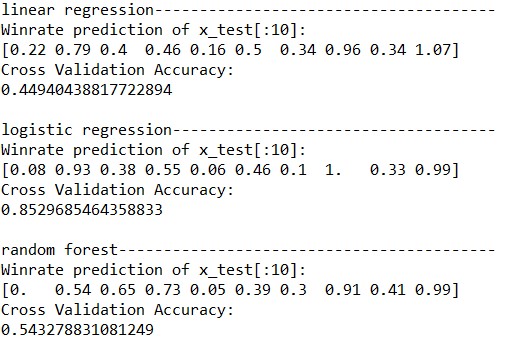 linear regression------------------------------------
Winrate prediction of x_test[:10]:
[0.22 0.79 0.4  0.46 0.16 0.5  0.34 0.96 0.34 1.07]
Cross Validation Accuracy:
0.44940438817722894
logistic regression----------------------------------
Winrate prediction of x_test[:10]:
[0.08 0.93 0.38 0.55 0.06 0.46 0.1  1.   0.33 0.99]
Cross Validation Accuracy:
0.8529685464358833
random forest----------------------------------------
Winrate prediction of x_test[:10]:
[0.   0.54 0.65 0.73 0.05 0.39 0.3  0.91 0.41 0.99]
Cross Validation Accuracy:
0.543278831081249